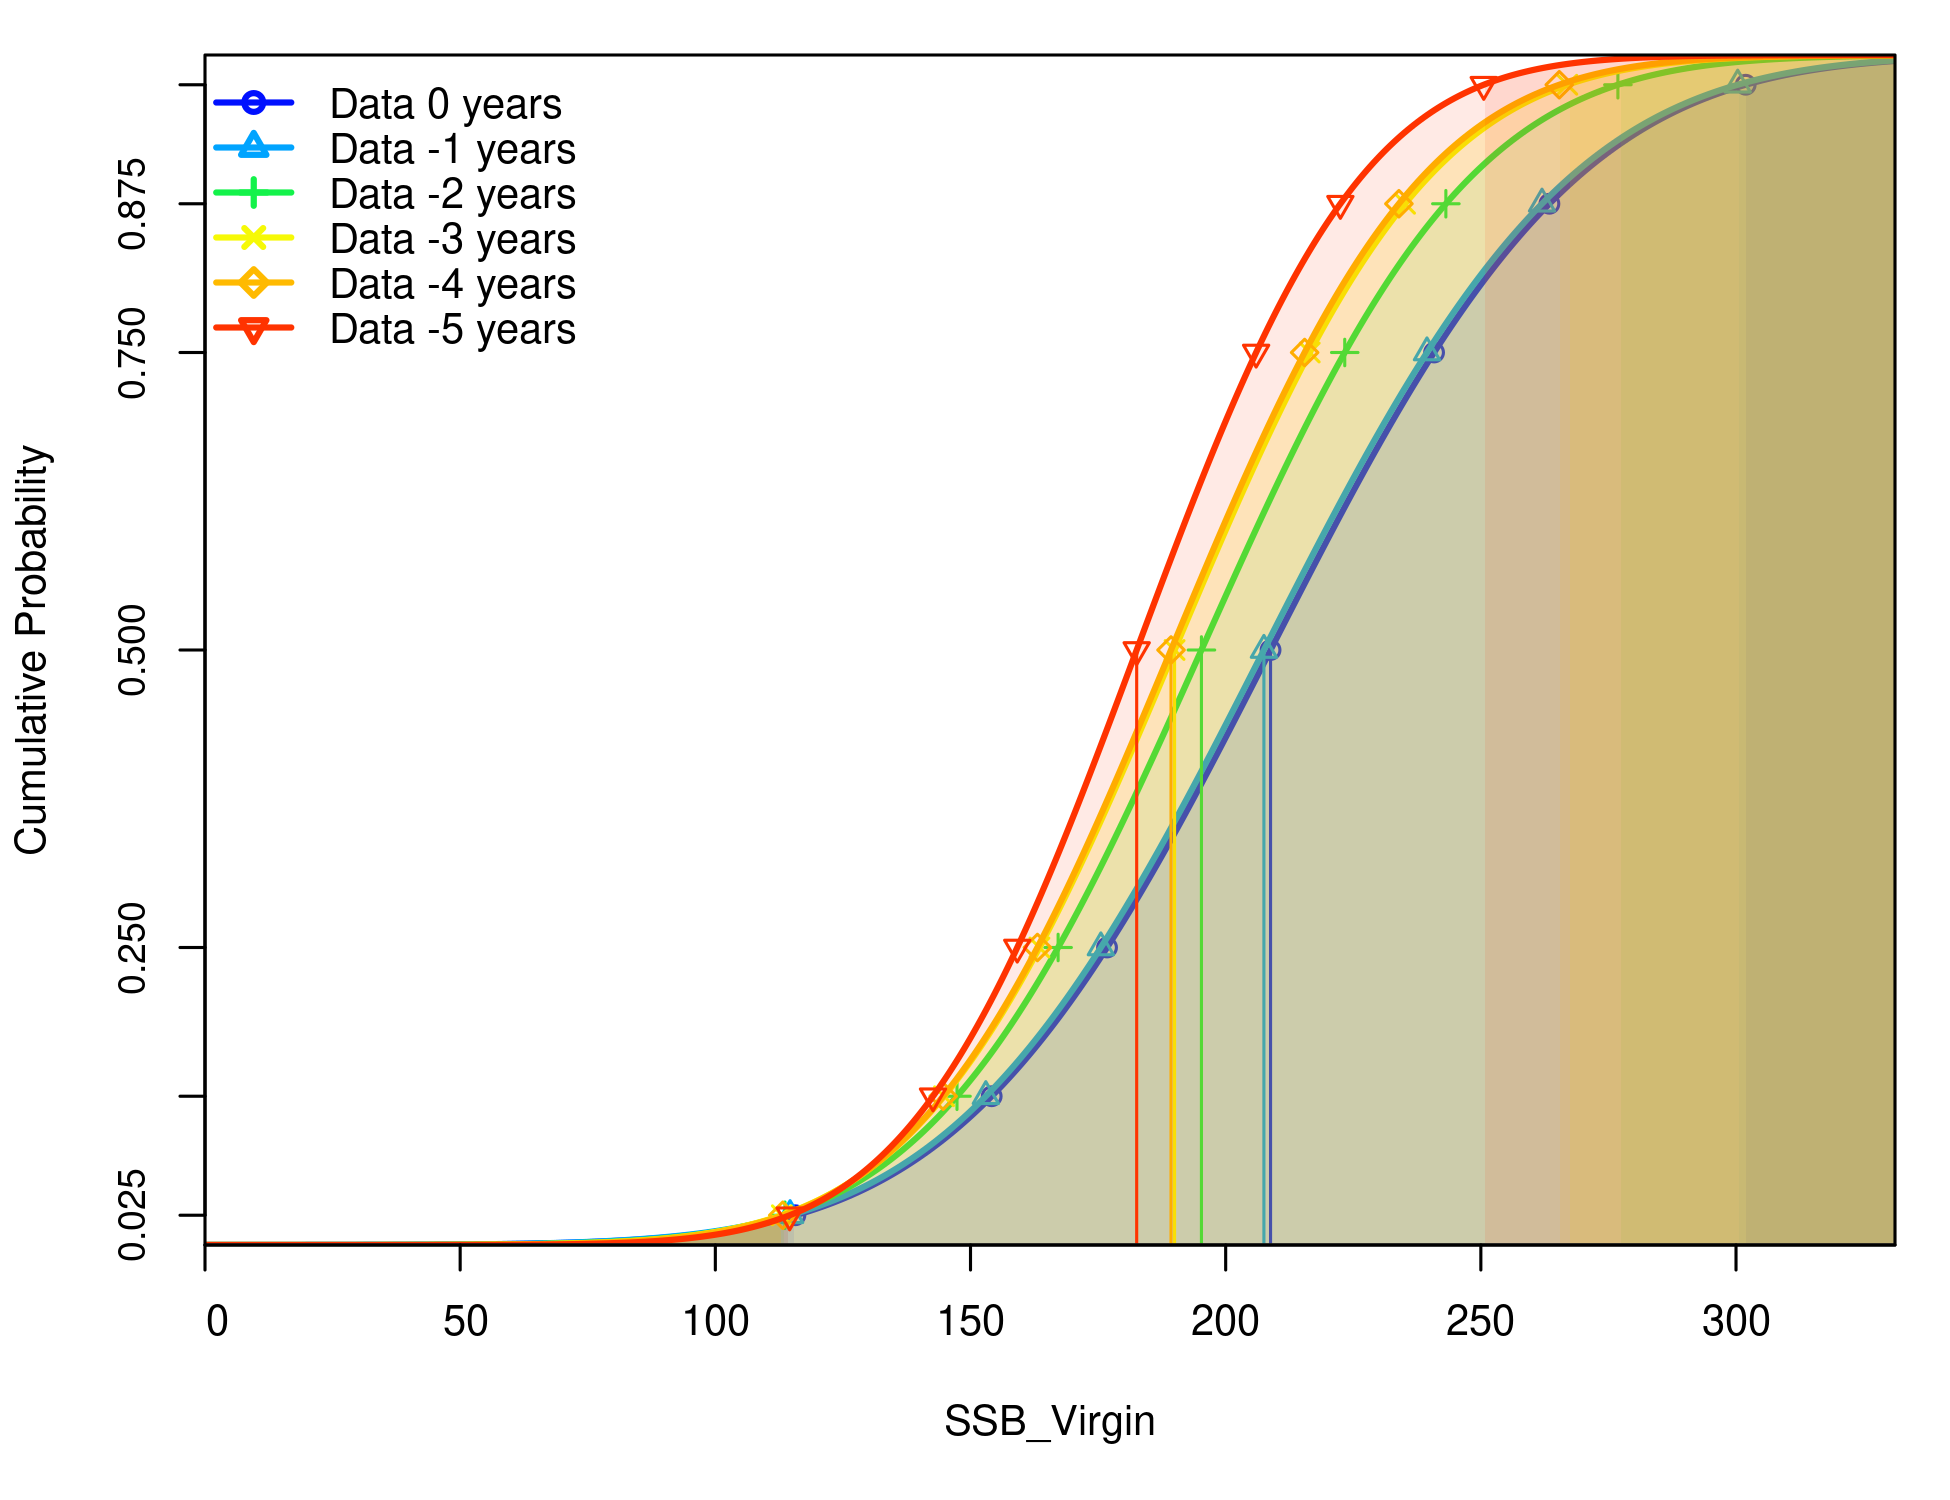 Data 0 years
Data -1 years
Data -2 years
Data -3 years
Data -4 years
Data -5 years
Cumulative Probability
0.875
0.750
0.500
0.250
0.025
0 50 100 150 200 250 300
SSB_Virgin